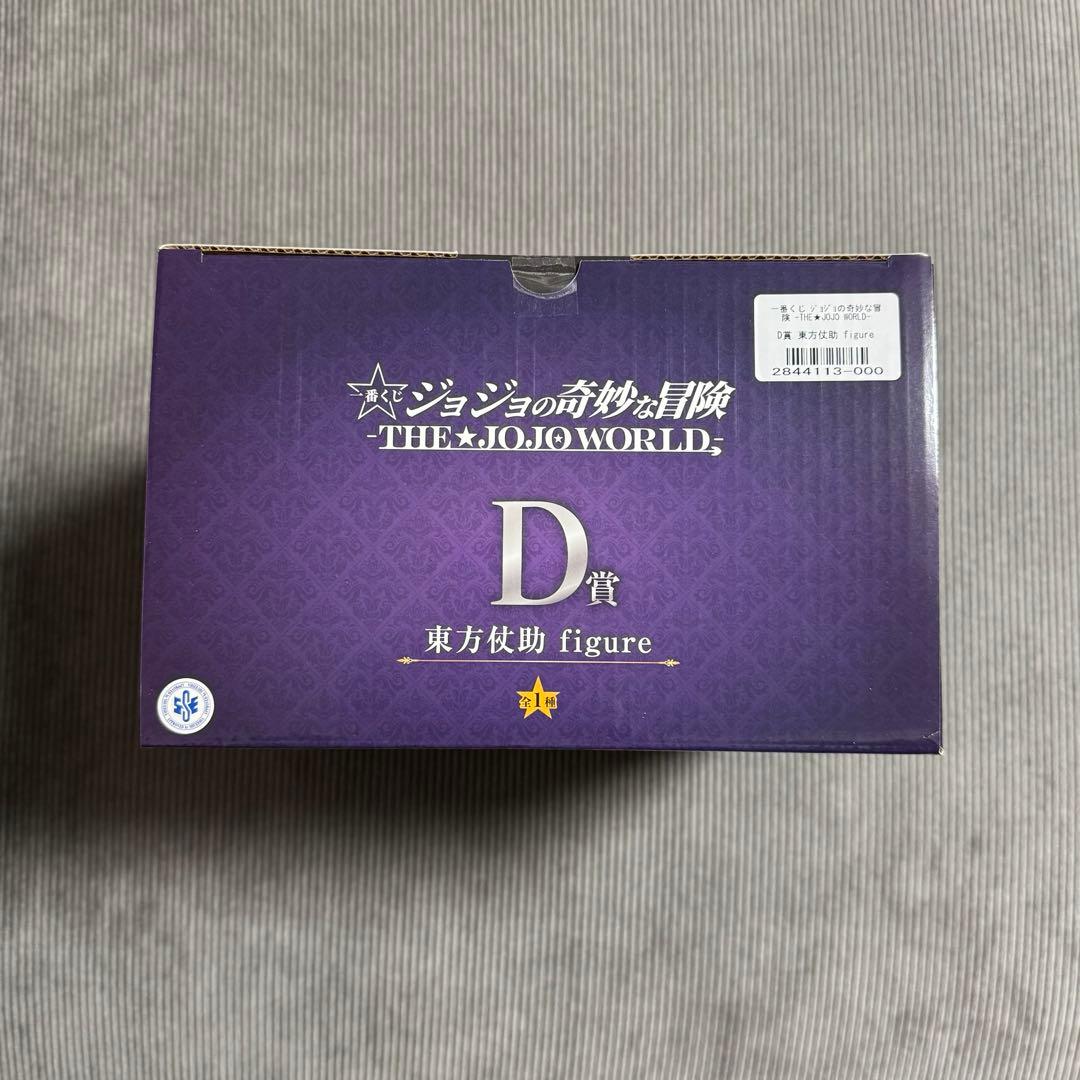 一番くじ ジョジョの奇妙な冒
険 -THE★JOJO WORLD-
D賞 東方仗助 figure
2844113-000
一番くじ ジョジョの奇妙な冒険
-THE★JOJO WORLD-
D賞
東方仗助 figure
全1種